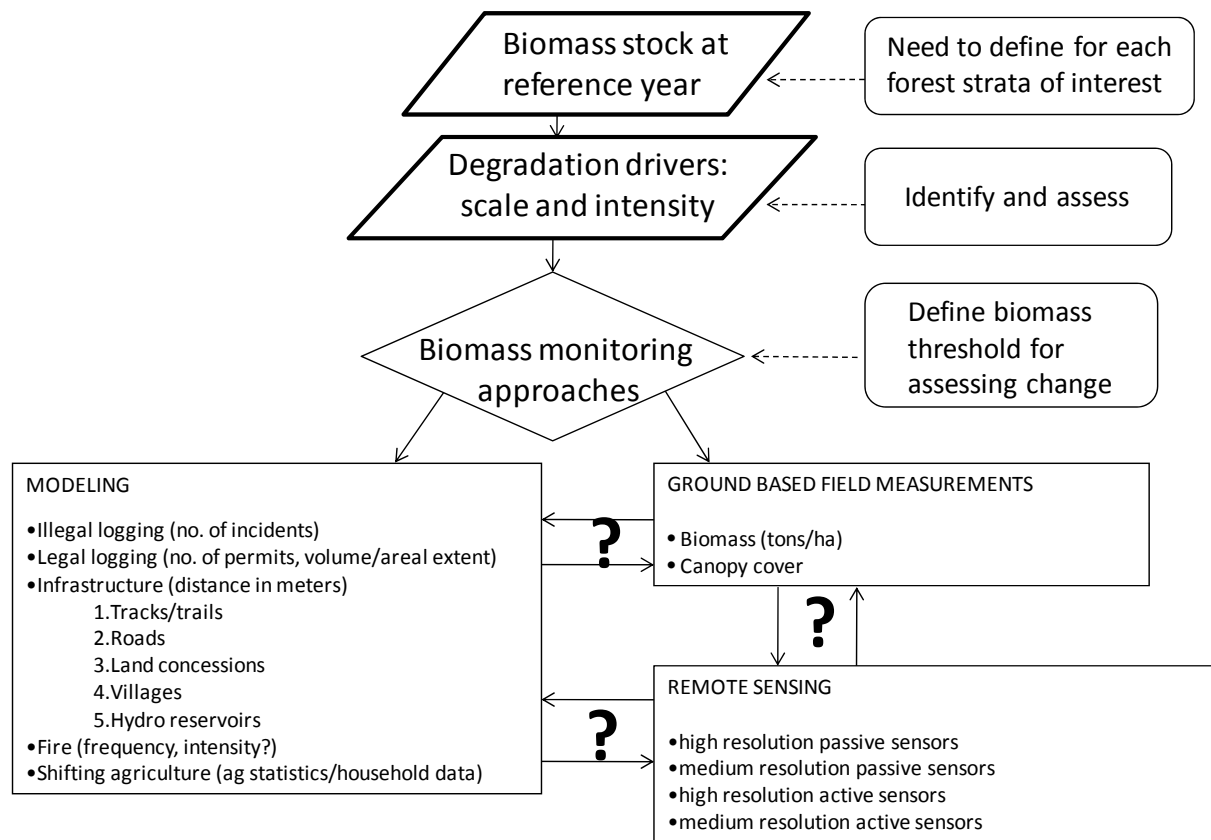 Biomass stock at
reference year
Need to define for each
forest strata of interest
Degradation drivers:
scale and intensity
Identify and assess
Biomass monitoring
approaches
Define biomass
threshold for
assessing change
MODELING
•Illegal logging (no. of incidents)
•Legal logging (no. of permits, volume/areal extent)
•Infrastructure (distance in meters)
1.Tracks/trails
2.Roads
3.Land concessions
4.Villages
5.Hydro reservoirs
•Fire (frequency, intensity?)
•Shifting agriculture (ag statistics/household data)
?
GROUND BASED FIELD MEASUREMENTS
• Biomass (tons/ha)
• Canopy cover
?
?
REMOTE SENSING
•high resolution passive sensors
•medium resolution passive sensors
•high resolution active sensors
•medium resolution active sensors